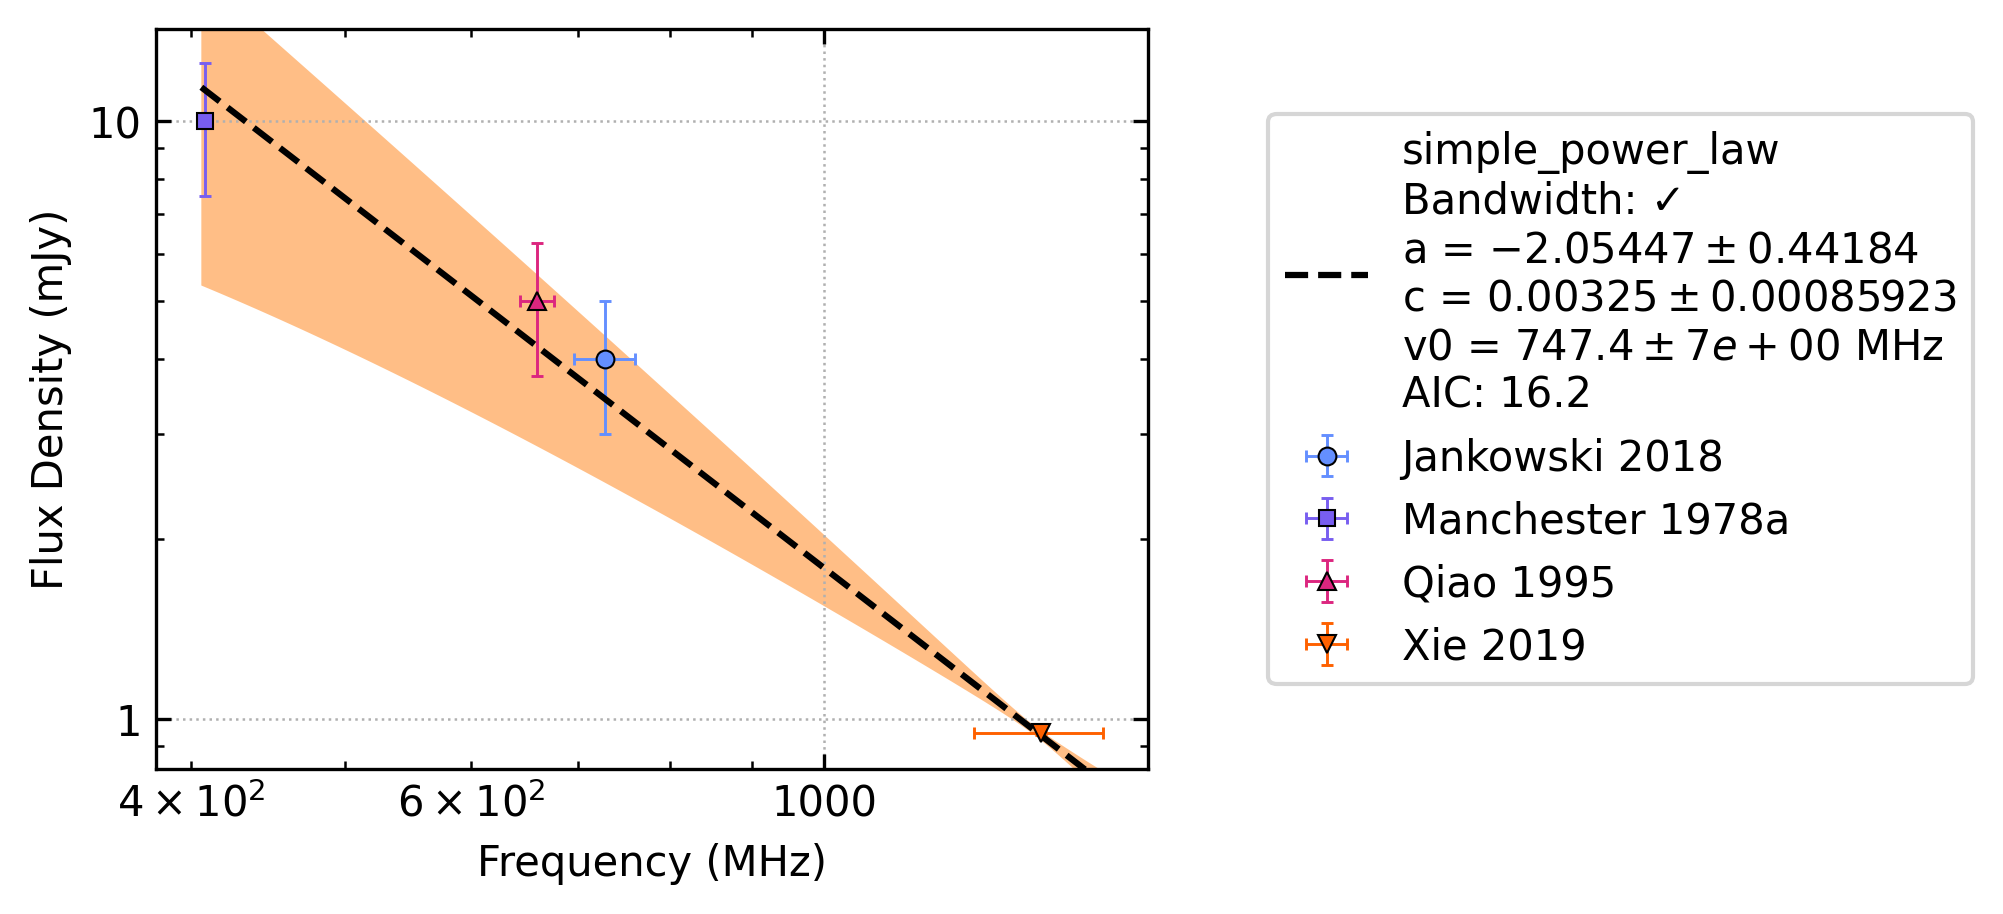 10
1
4 × 10²
6 × 10²
1000
Frequency (MHz)
Flux Density (mJy)
simple_power_law
Bandwidth: ✓
a = −2.05447 ± 0.44184
c = 0.00325 ± 0.00085923
v0 = 747.4 ± 7e + 00 MHz
AIC: 16.2
Jankowski 2018
Manchester 1978a
Qiao 1995
Xie 2019